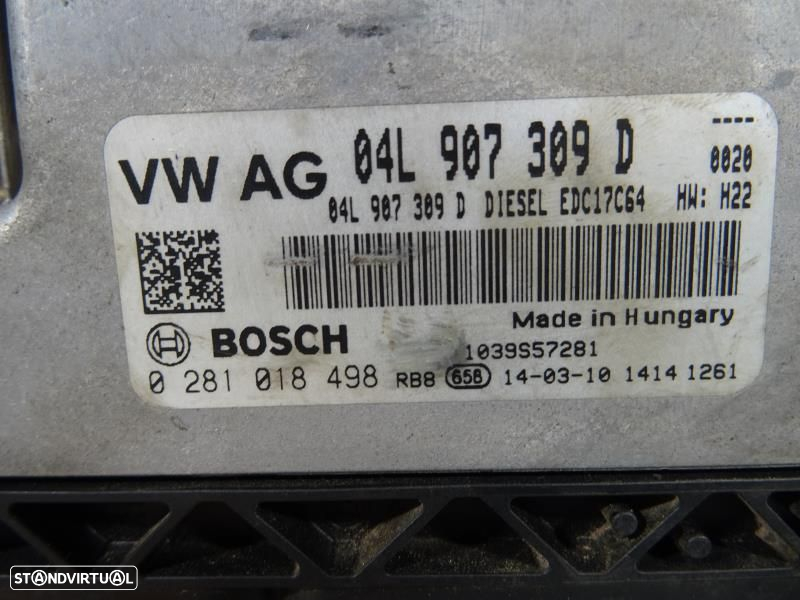 VW AG 04L 907 309 D ----
0020
04L 907 309 D DIESEL EDC17C64 HW: H22
Made in Hungary
BOSCH 1039S57281
0 281 018 498 RB8 658 14-03-10 1414 1261
STANDVIRTUAL